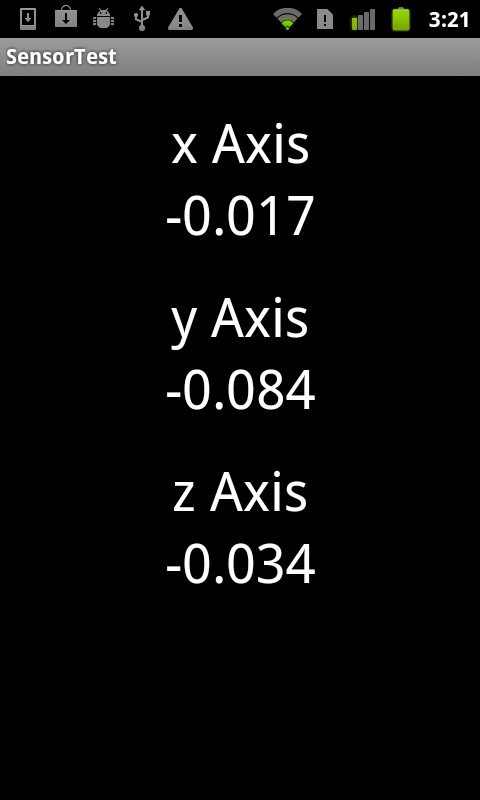 3:21
SensorTest
x Axis
-0.017
y Axis
-0.084
z Axis
-0.034